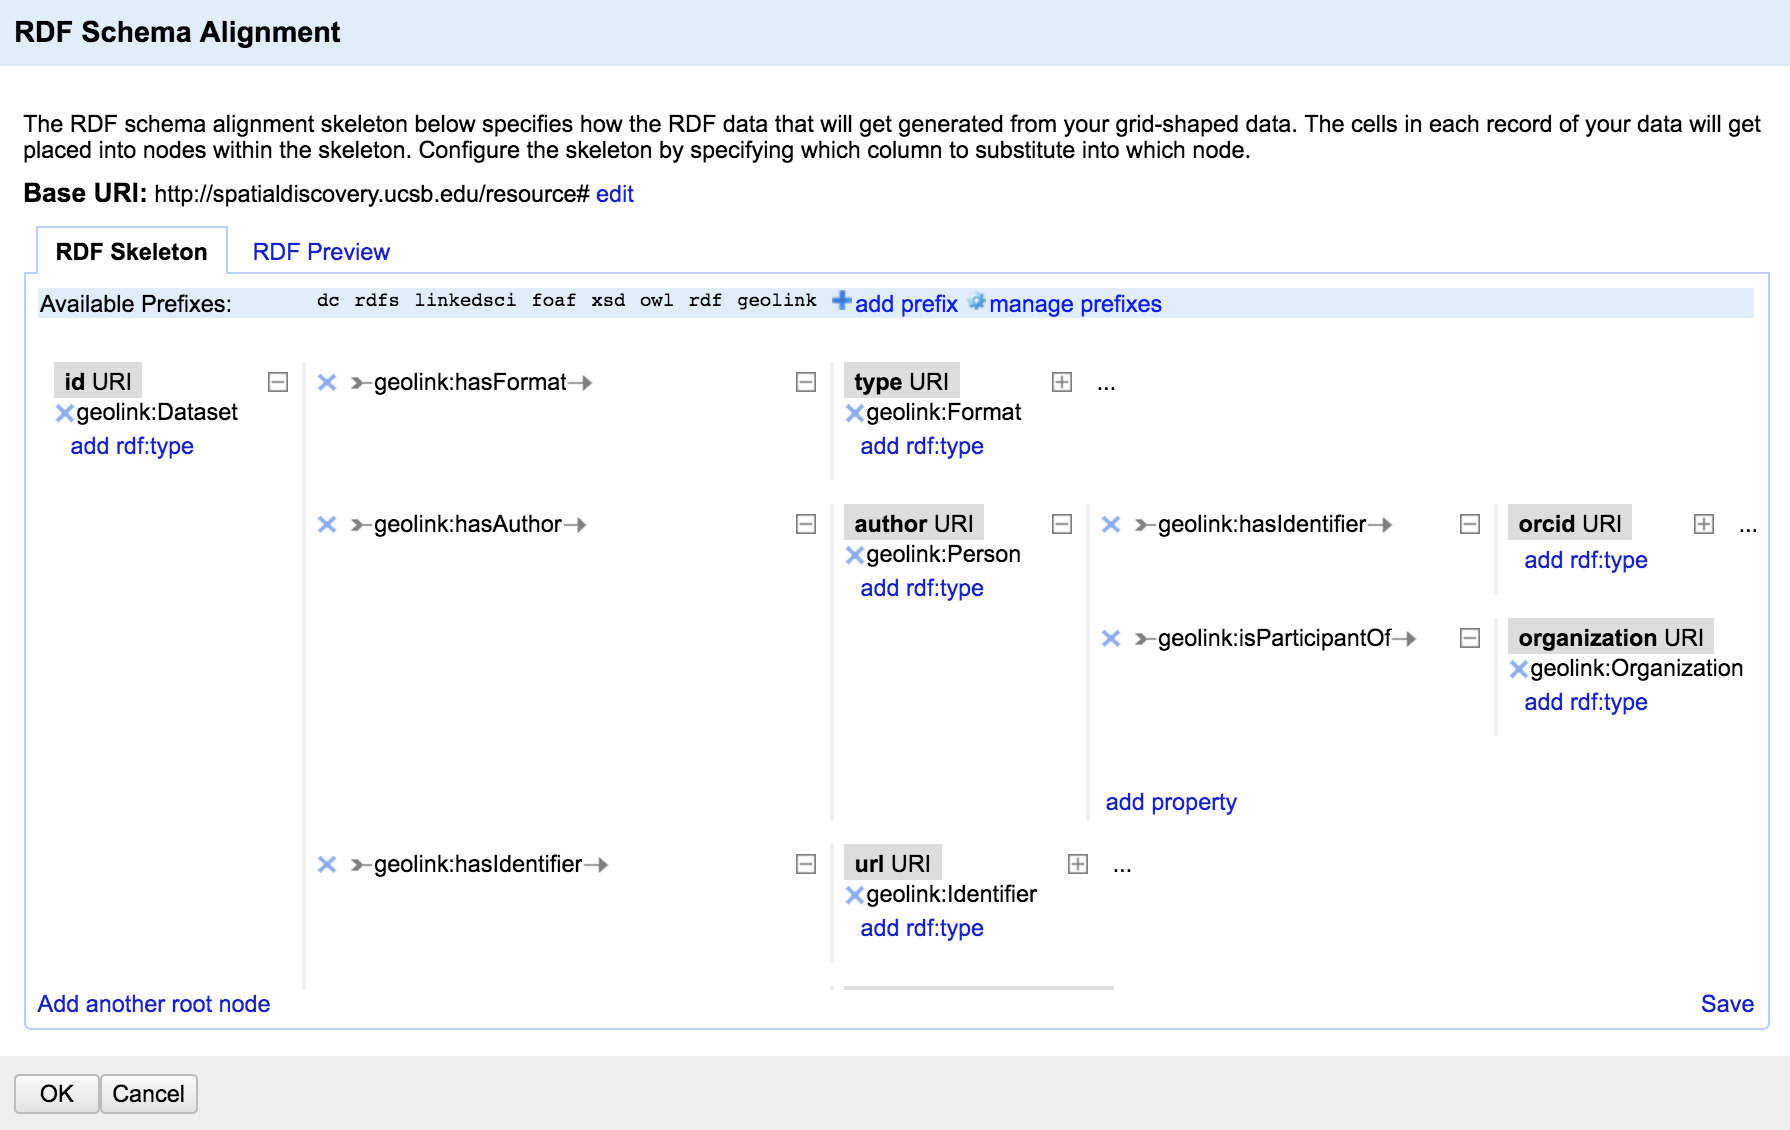 RDF Schema Alignment
The RDF schema alignment skeleton below specifies how the RDF data that will get generated from your grid-shaped data. The cells in each record of your data will get
placed into nodes within the skeleton. Configure the skeleton by specifying which column to substitute into which node.
Base URI: http://spatialdiscovery.ucsb.edu/resource# edit
RDF Skeleton RDF Preview
Available Prefixes: dc rdfs linkedsci foaf xsd owl rdf geolink add prefix manage prefixes
id URI geolink:hasFormat type URI ...
geolink:Dataset geolink:Format
add rdf:type add rdf:type
geolink:hasAuthor author URI geolink:hasIdentifier orcid URI ...
geolink:Person add rdf:type
add rdf:type
geolink:isParticipantOf organization URI
geolink:Organization
add rdf:type
add property
geolink:hasIdentifier url URI ...
geolink:Identifier
add rdf:type
Add another root node Save
OK Cancel